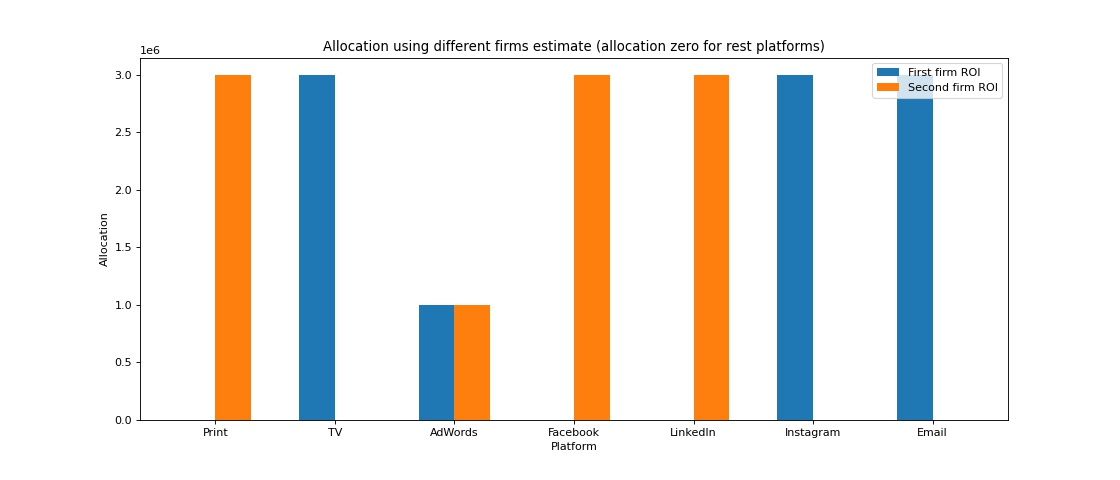 Allocation using different firms estimate (allocation zero for rest platforms)
1e6
First firm ROI
Second firm ROI
3.0
2.5
2.0
1.5
1.0
0.5
0.0
Allocation
Print TV AdWords Facebook LinkedIn Instagram Email
Platform